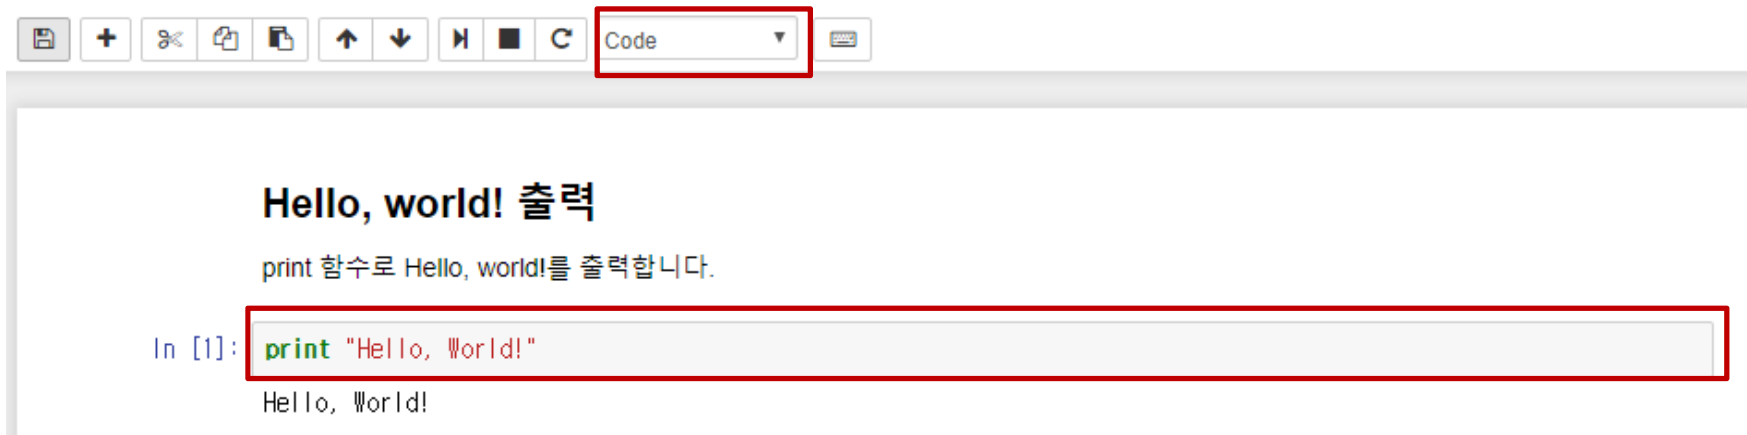 Code
Hello, world! 출력
print 함수로 Hello, world!를 출력합니다.
In [1]: print "Hello, World!"
Hello, World!